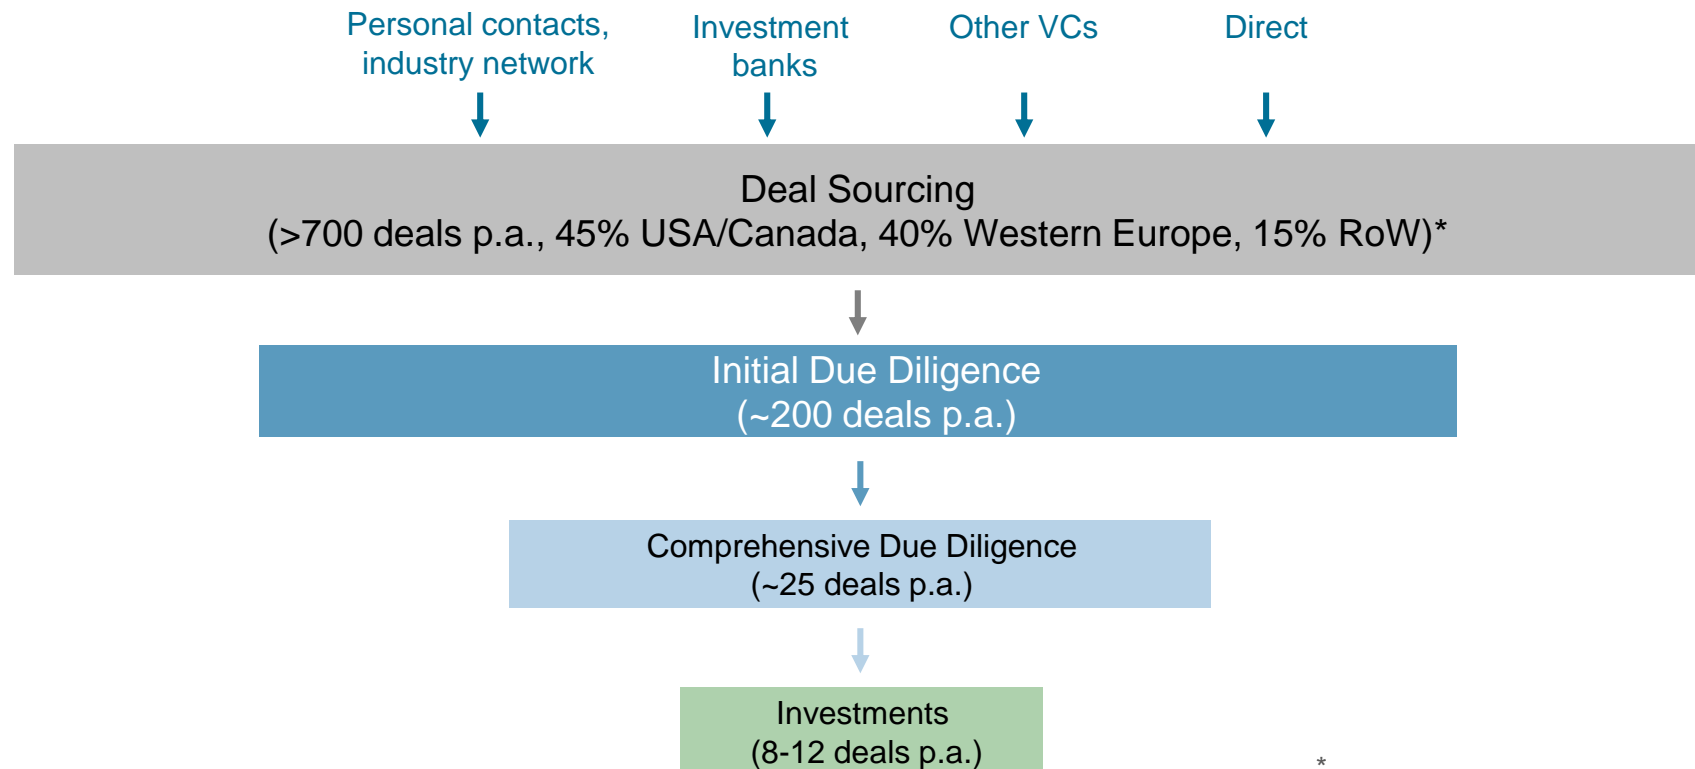 Personal contacts,
industry network
Investment
banks
Other VCs
Direct
Deal Sourcing
(>700 deals p.a., 45% USA/Canada, 40% Western Europe, 15% RoW)*
Initial Due Diligence
(~200 deals p.a.)
Comprehensive Due Diligence
(~25 deals p.a.)
Investments
(8-12 deals p.a.)
*